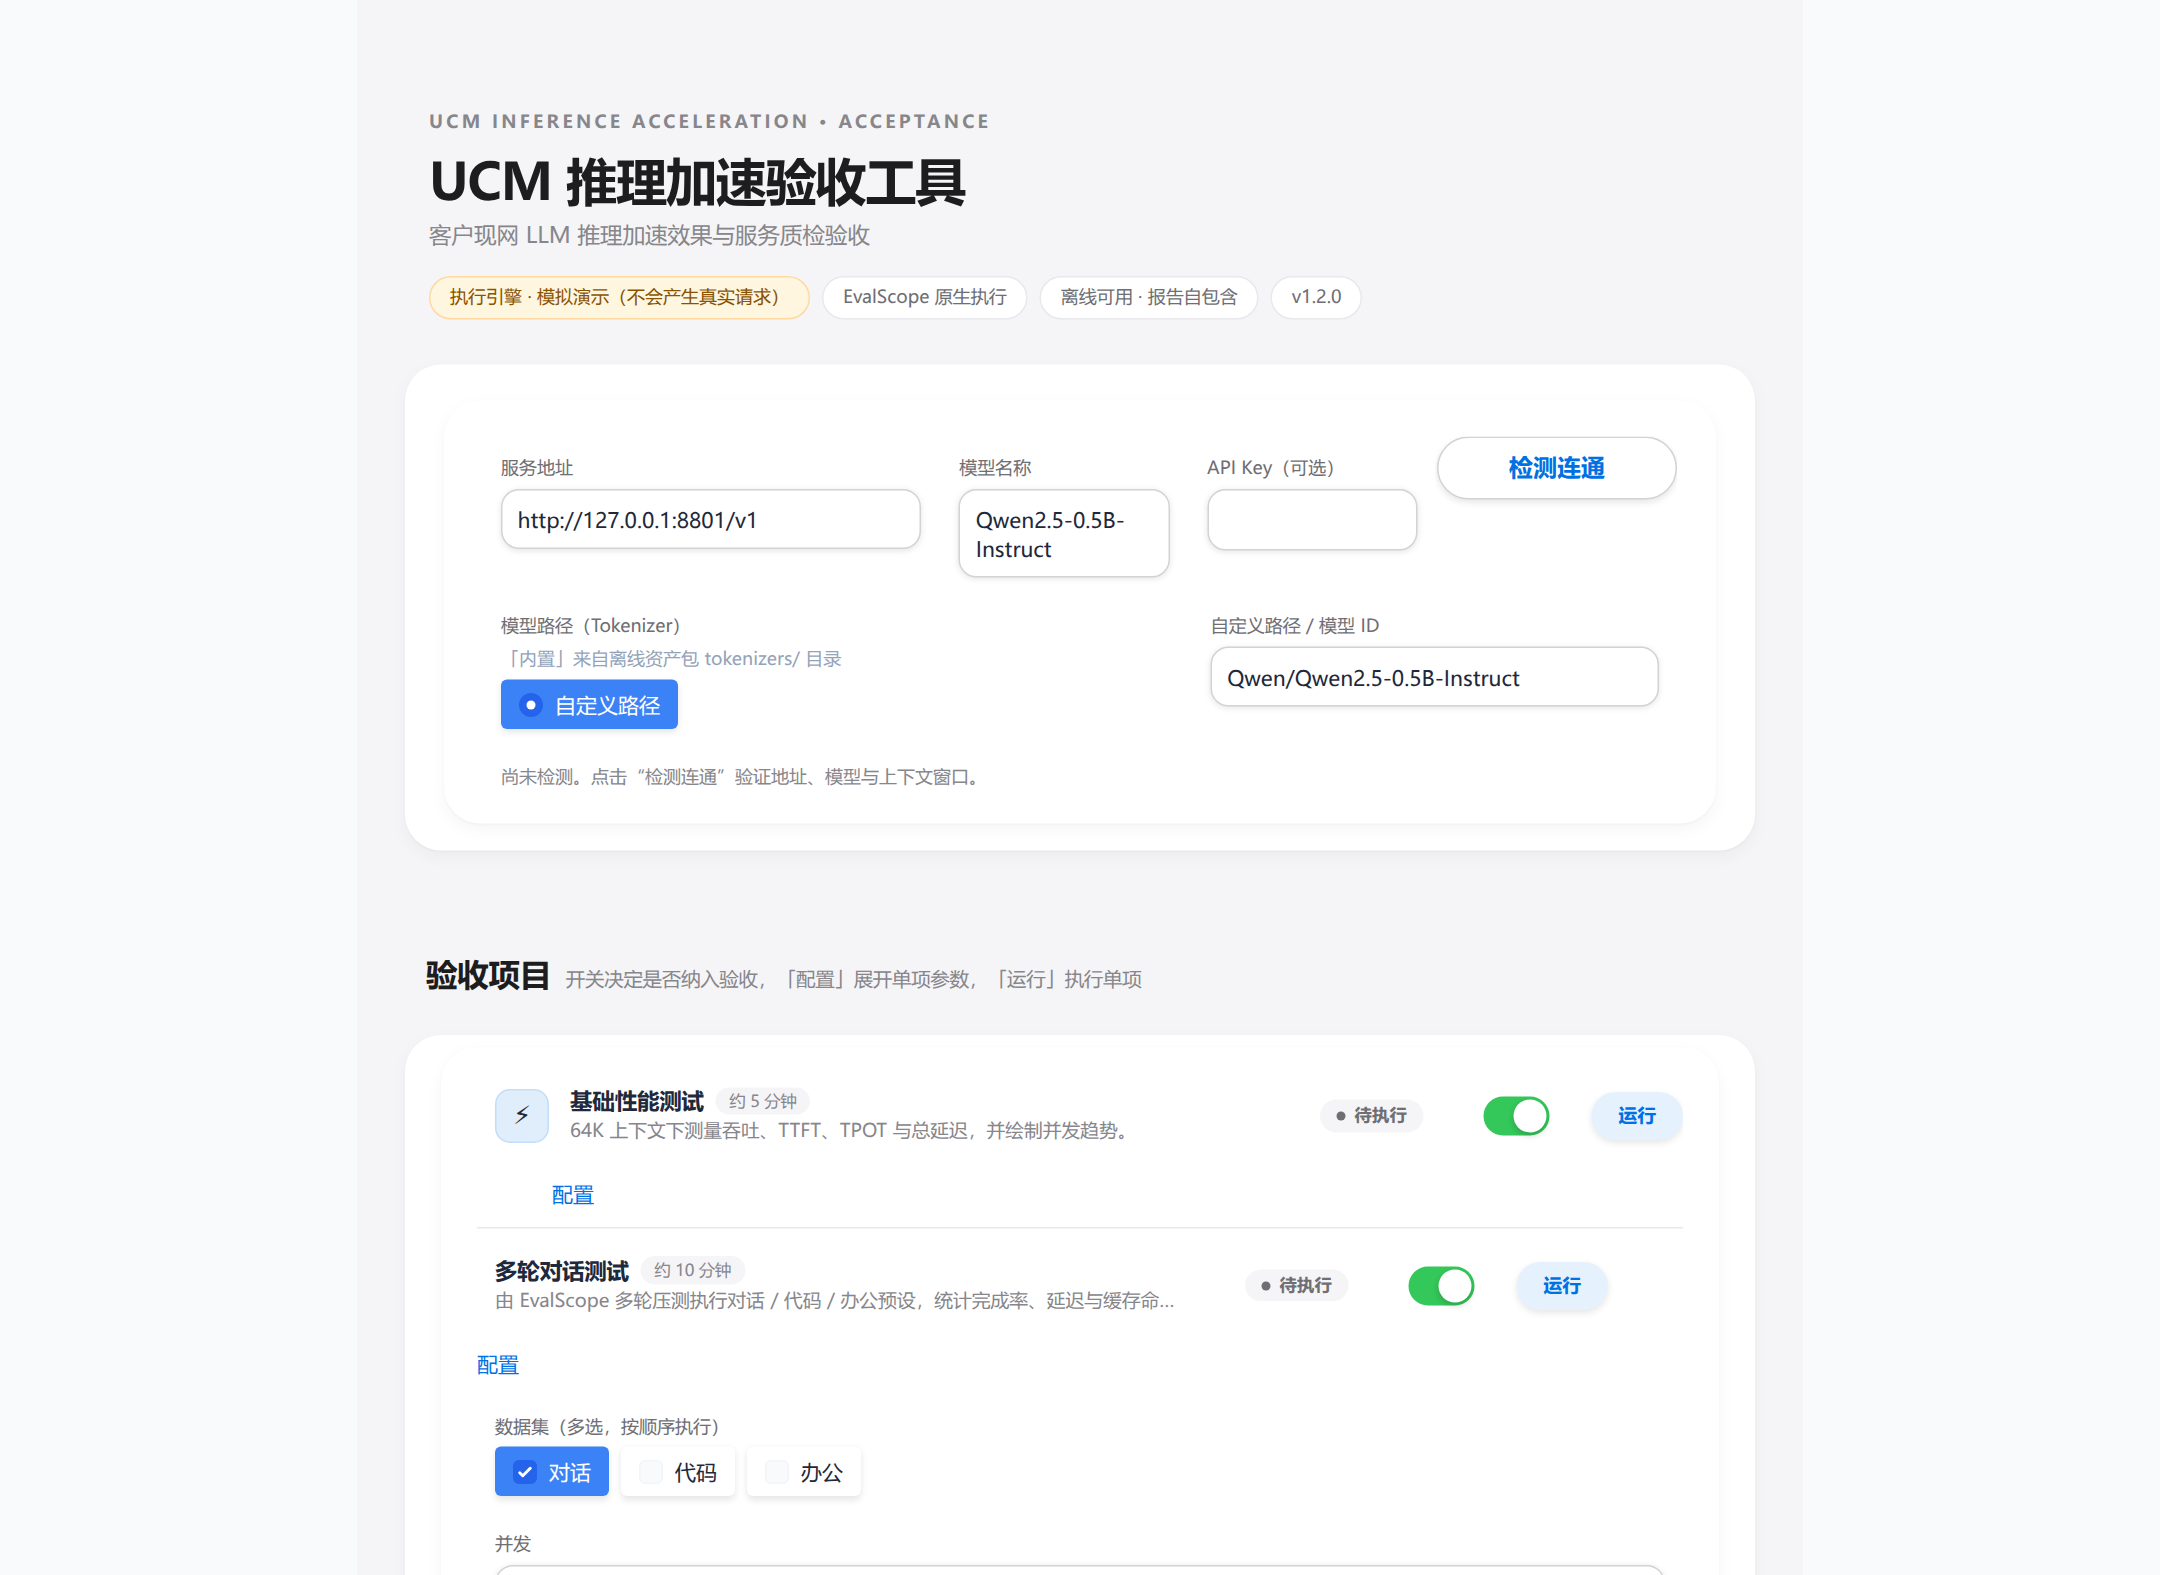 UCM INFERENCE ACCELERATION • ACCEPTANCE
UCM 推理加速验收工具
客户现网 LLM 推理加速效果与服务质检验收
执行引擎 · 模拟演示（不会产生真实请求） EvalScope 原生执行 离线可用 · 报告自包含 v1.2.0
服务地址 模型名称 API Key（可选） 检测连通
http://127.0.0.1:8801/v1
Qwen2.5-0.5B-
Instruct
模型路径（Tokenizer） 自定义路径 / 模型 ID
「内置」来自离线资产包 tokenizers/ 目录
Qwen/Qwen2.5-0.5B-Instruct
自定义路径
尚未检测。点击“检测连通”验证地址、模型与上下文窗口。
验收项目 开关决定是否纳入验收，「配置」展开单项参数，「运行」执行单项
⚡ 基础性能测试 约 5 分钟 待执行 运行
64K 上下文下测量吞吐、TTFT、TPOT 与总延迟，并绘制并发趋势。
配置
多轮对话测试 约 10 分钟 待执行 运行
由 EvalScope 多轮压测执行对话 / 代码 / 办公预设，统计完成率、延迟与缓存命...
配置
数据集（多选，按顺序执行）
对话 代码 办公
并发